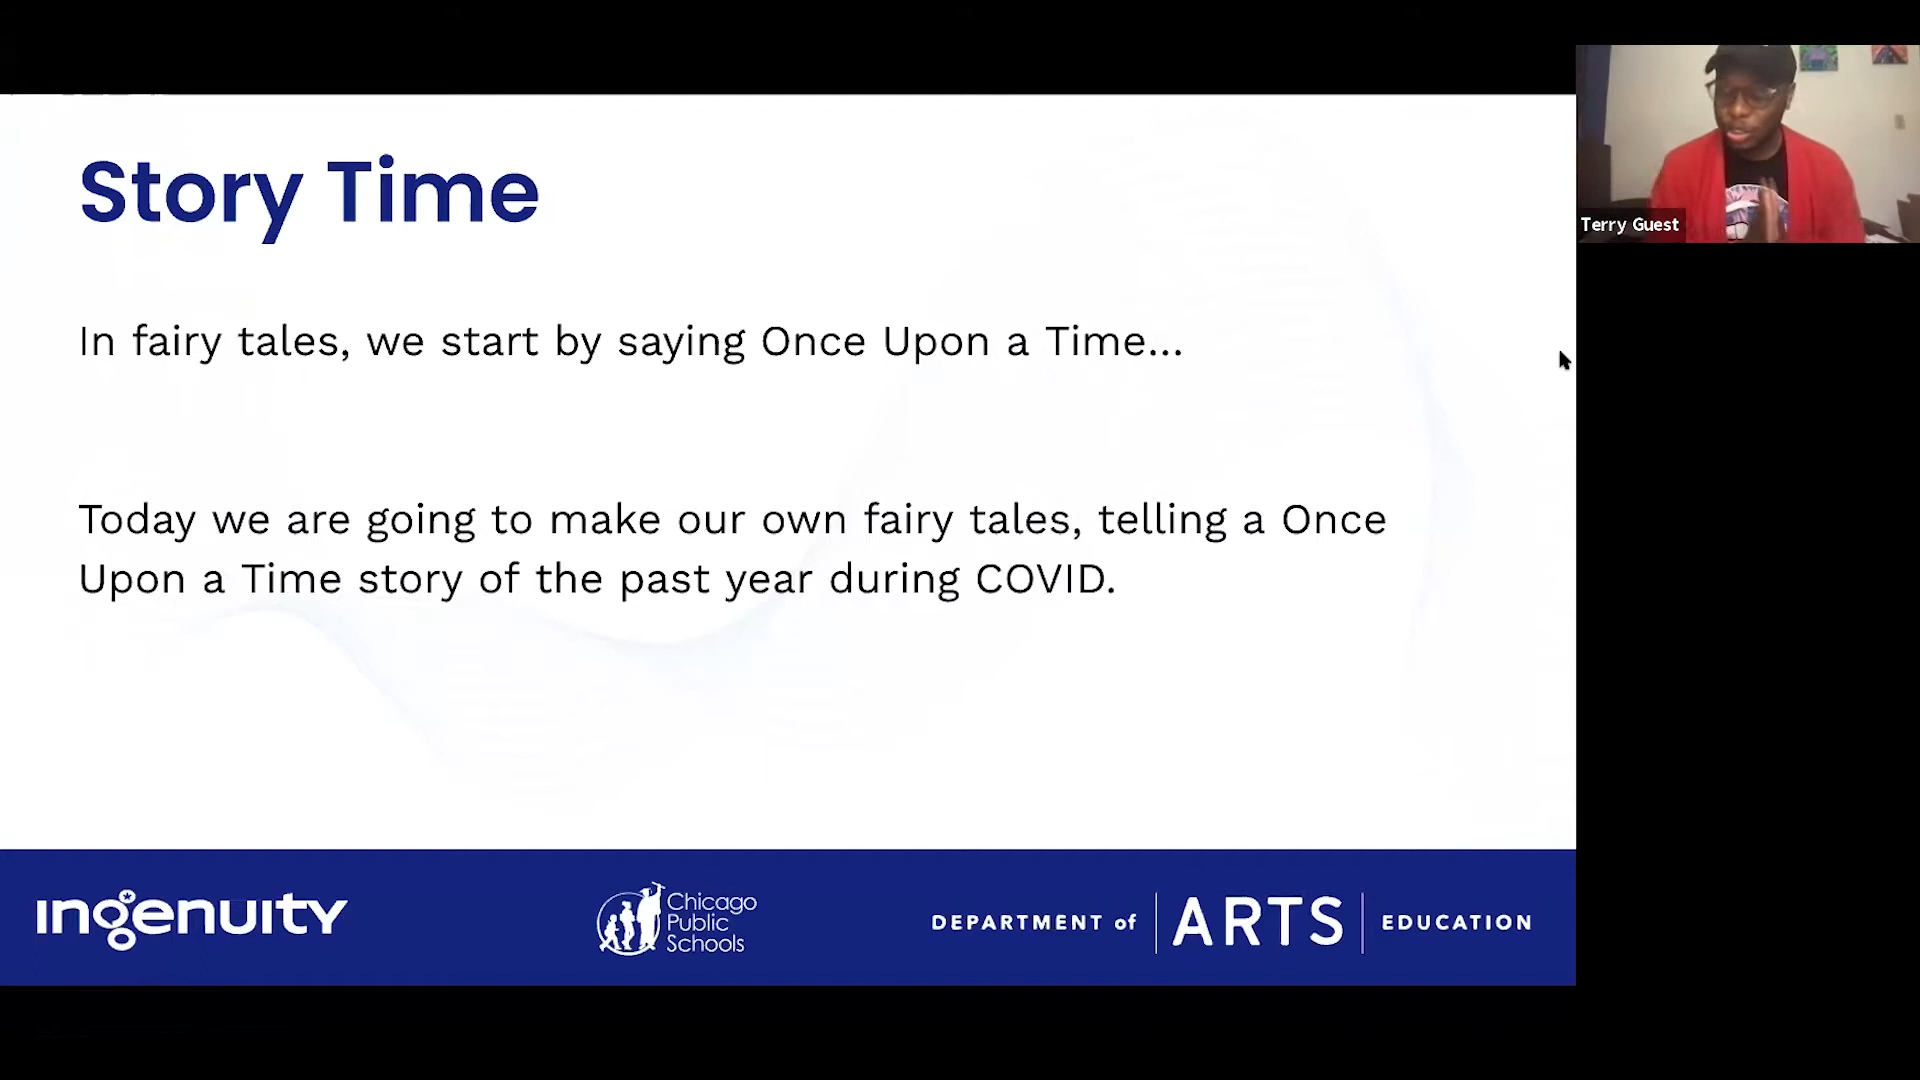 Story Time
In fairy tales, we start by saying Once Upon a Time...
Today we are going to make our own fairy tales, telling a Once
Upon a Time story of the past year during COVID.
Terry Guest
ingenuity
Chicago
Public
Schools
DEPARTMENT of ARTS EDUCATION